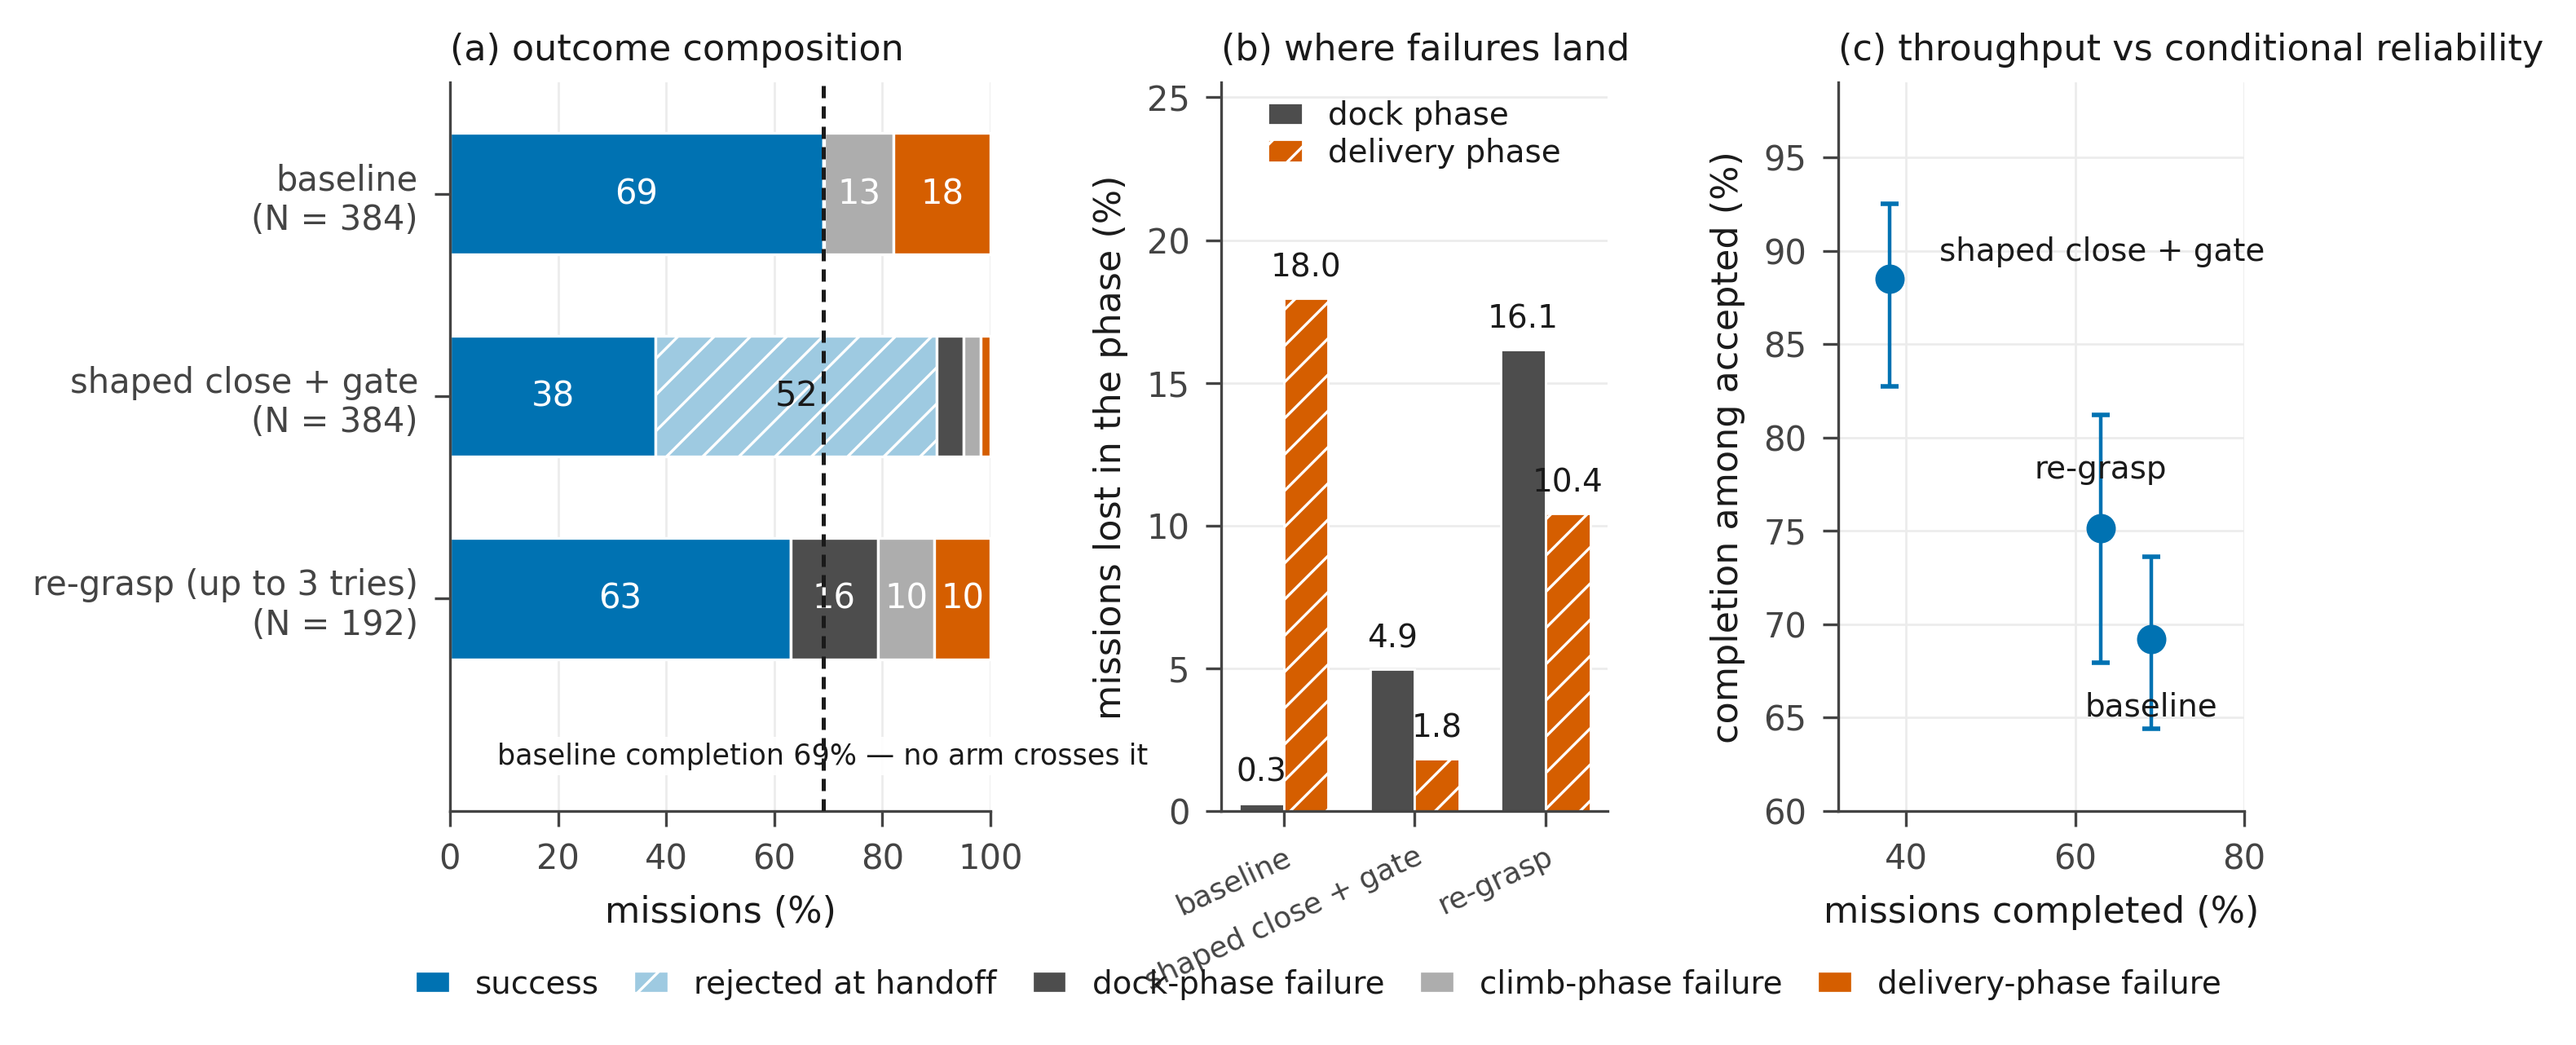 (a) outcome composition
baseline
(N = 384)
shaped close + gate
(N = 384)
re-grasp (up to 3 tries)
(N = 192)
69
13
18
38
52
63
16
10
10
baseline completion 69% — no arm crosses it
0
20
40
60
80
100
missions (%)
(b) where failures land
dock phase
delivery phase
missions lost in the phase (%)
25
20
15
10
5
0
0.3
18.0
4.9
1.8
16.1
10.4
baseline
shaped close + gate
re-grasp
(c) throughput vs conditional reliability
completion among accepted (%)
95
90
85
80
75
70
65
60
shaped close + gate
re-grasp
baseline
40
60
80
missions completed (%)
success
rejected at handoff
dock-phase failure
climb-phase failure
delivery-phase failure